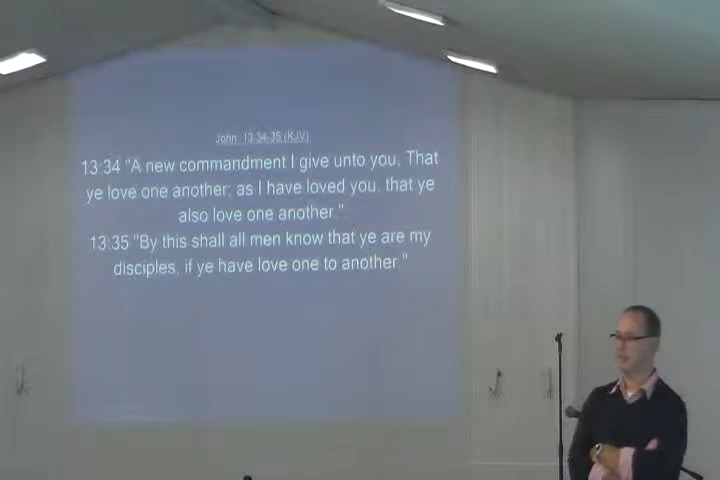 John 13:34-35 (KJV)
13:34 "A new commandment I give unto you, That
ye love one another; as I have loved you, that ye
also love one another."
13:35 "By this shall all men know that ye are my
disciples, if ye have love one to another."